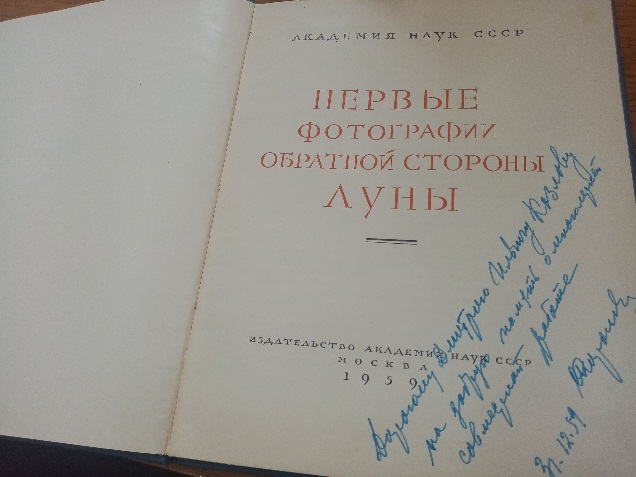 АКАДЕМИЯ НАУК СССР
ПЕРВЫЕ
ФОТОГРАФИИ
ОБРАТНОЙ СТОРОНЫ
ЛУНЫ
ИЗДАТЕЛЬСТВО АКАДЕМИИ НАУК СССР
МОСКВА
1959
Дорогому Дмитрию Ильичу Козлову
на добрую память о многолетней
совместной работе
31.12.59